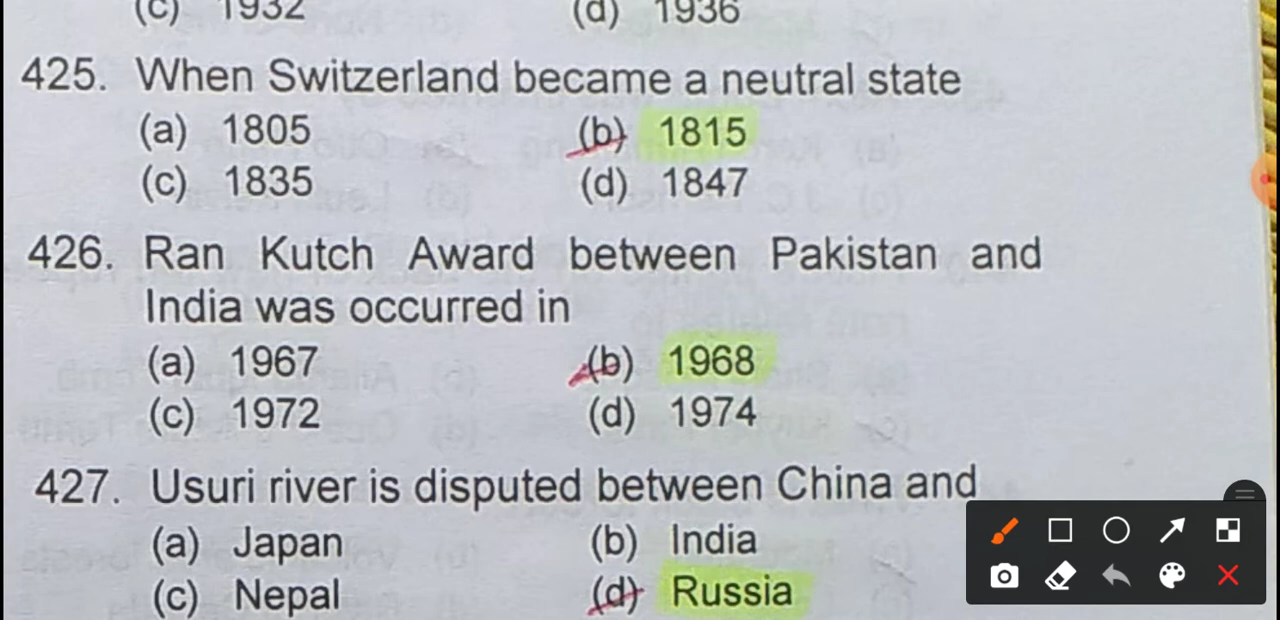 (c) 1932 (d) 1936
425. When Switzerland became a neutral state
(a) 1805 (b) 1815
(c) 1835 (d) 1847
426. Ran Kutch Award between Pakistan and
India was occurred in
(a) 1967 (b) 1968
(c) 1972 (d) 1974
427. Usuri river is disputed between China and
(a) Japan (b) India
(c) Nepal (d) Russia